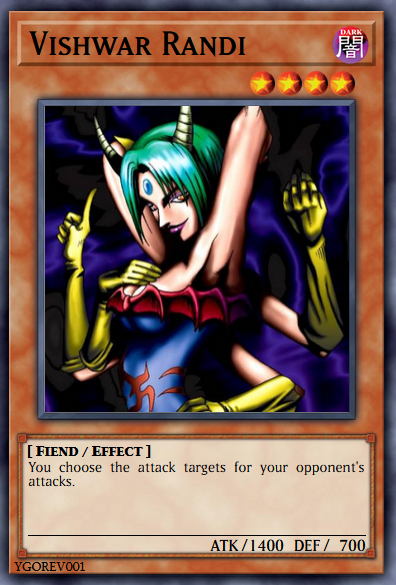 Vishwar Randi
DARK
闇
[ Fiend / Effect ]
You choose the attack targets for your opponent's
attacks.
ATK /1400 DEF / 700
YGOREV001